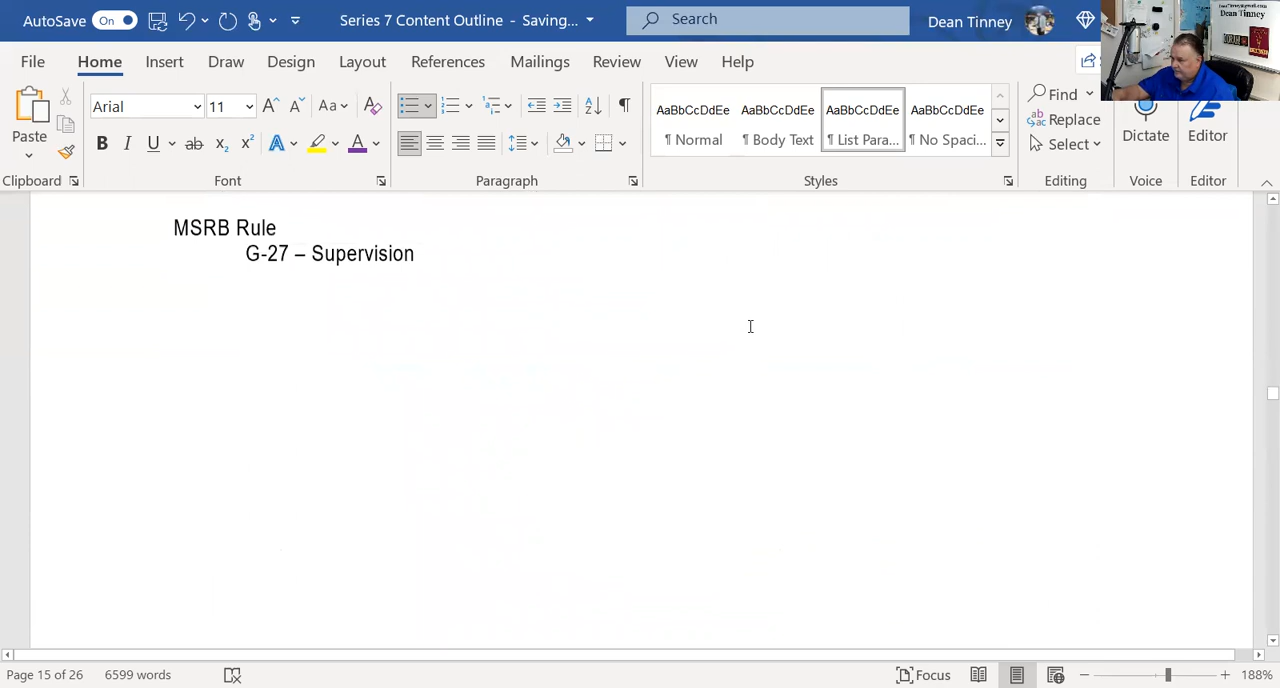 AutoSave On Series 7 Content Outline – Saving... Search Dean Tinney
File Home Insert Draw Design Layout References Mailings Review View Help
Paste
Arial 11 Aa
AaBbCcDdEe AaBbCcDdEe AaBbCcDdEe AaBbCcDdEe
¶ Normal ¶ Body Text ¶ List Para... ¶ No Spaci...
Find
Replace
Select
Dictate
Editor
Clipboard Font Paragraph Styles Editing Voice Editor
Dean Tinney
MSRB Rule
G-27 – Supervision
Page 15 of 26 6599 words Focus 188%